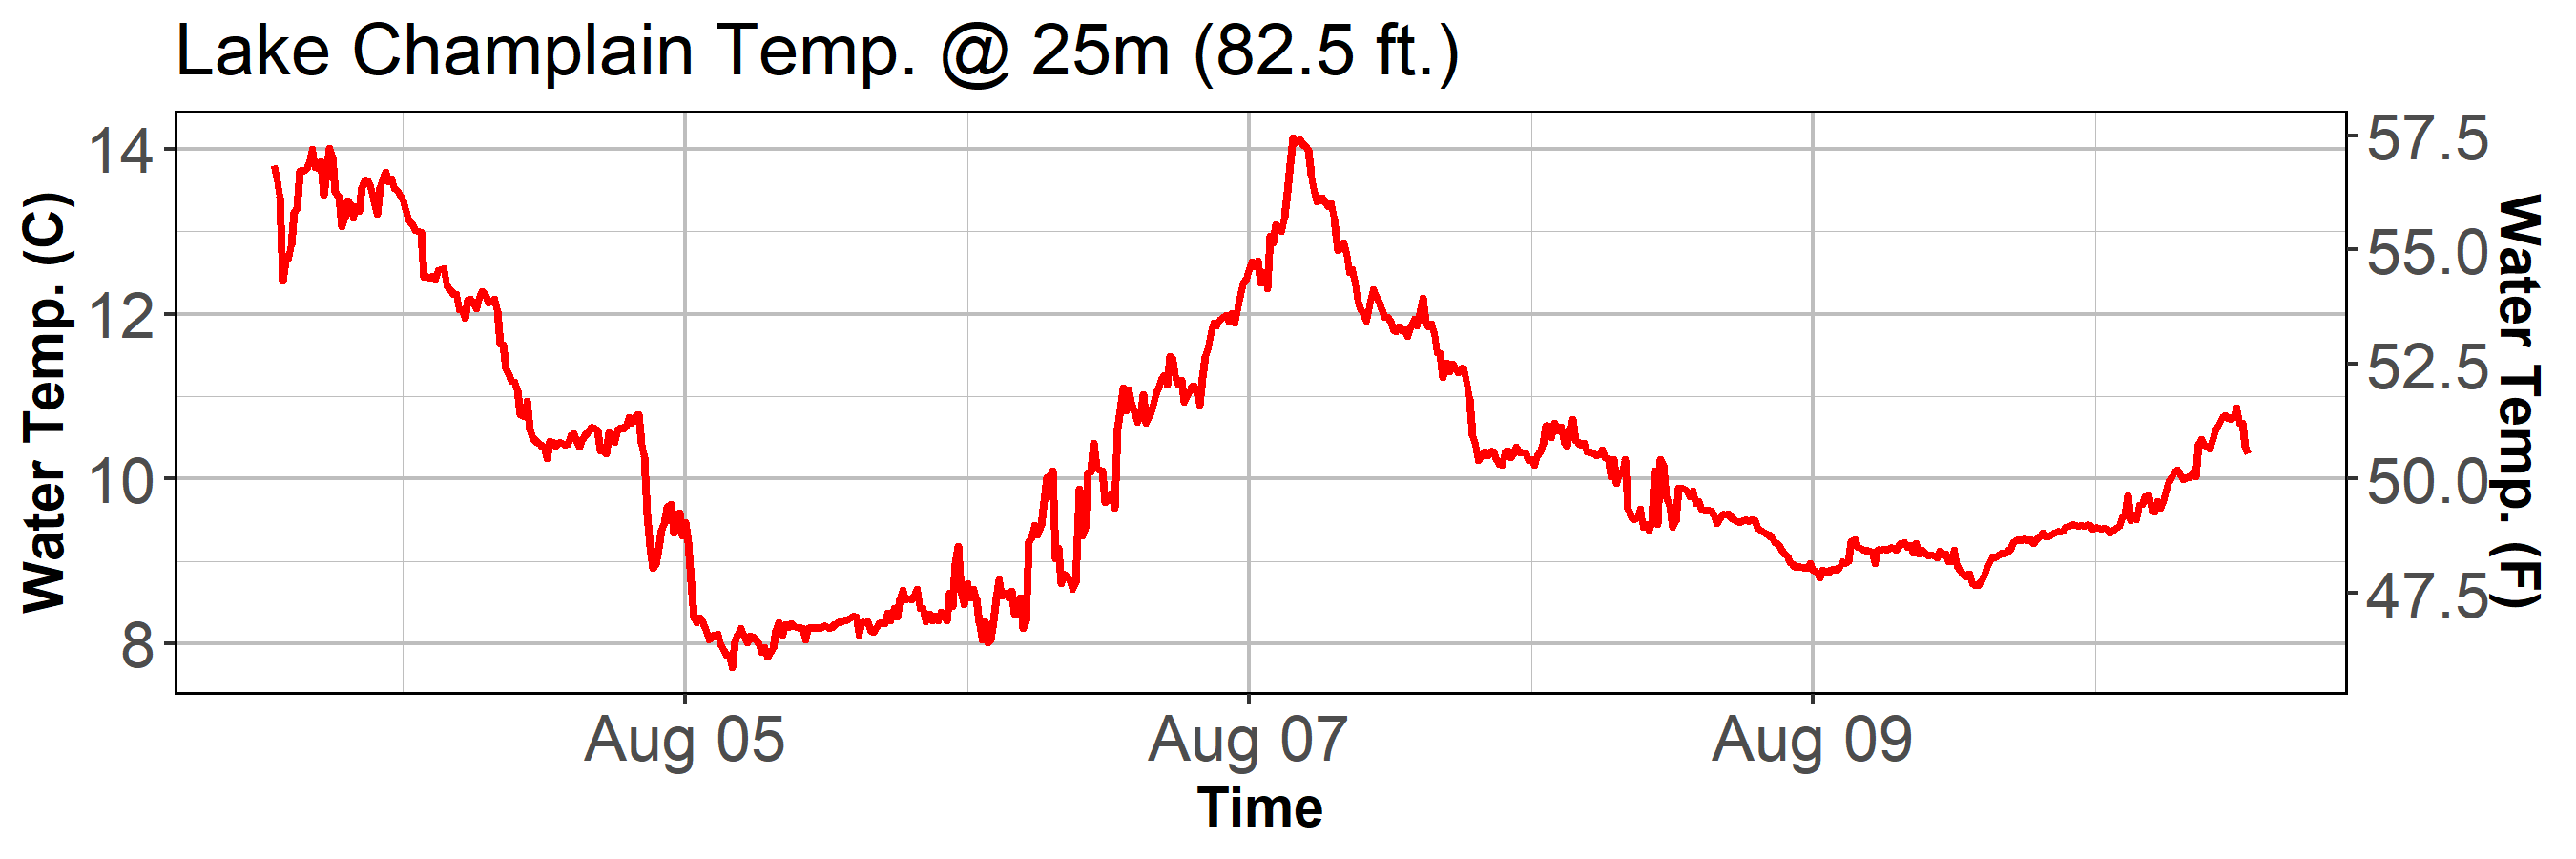 Lake Champlain Temp. @ 25m (82.5 ft.)
Water Temp. (C)
14
12
10
8
57.5
55.0
52.5
50.0
47.5
Water Temp. (F)
Aug 05
Aug 07
Aug 09
Time